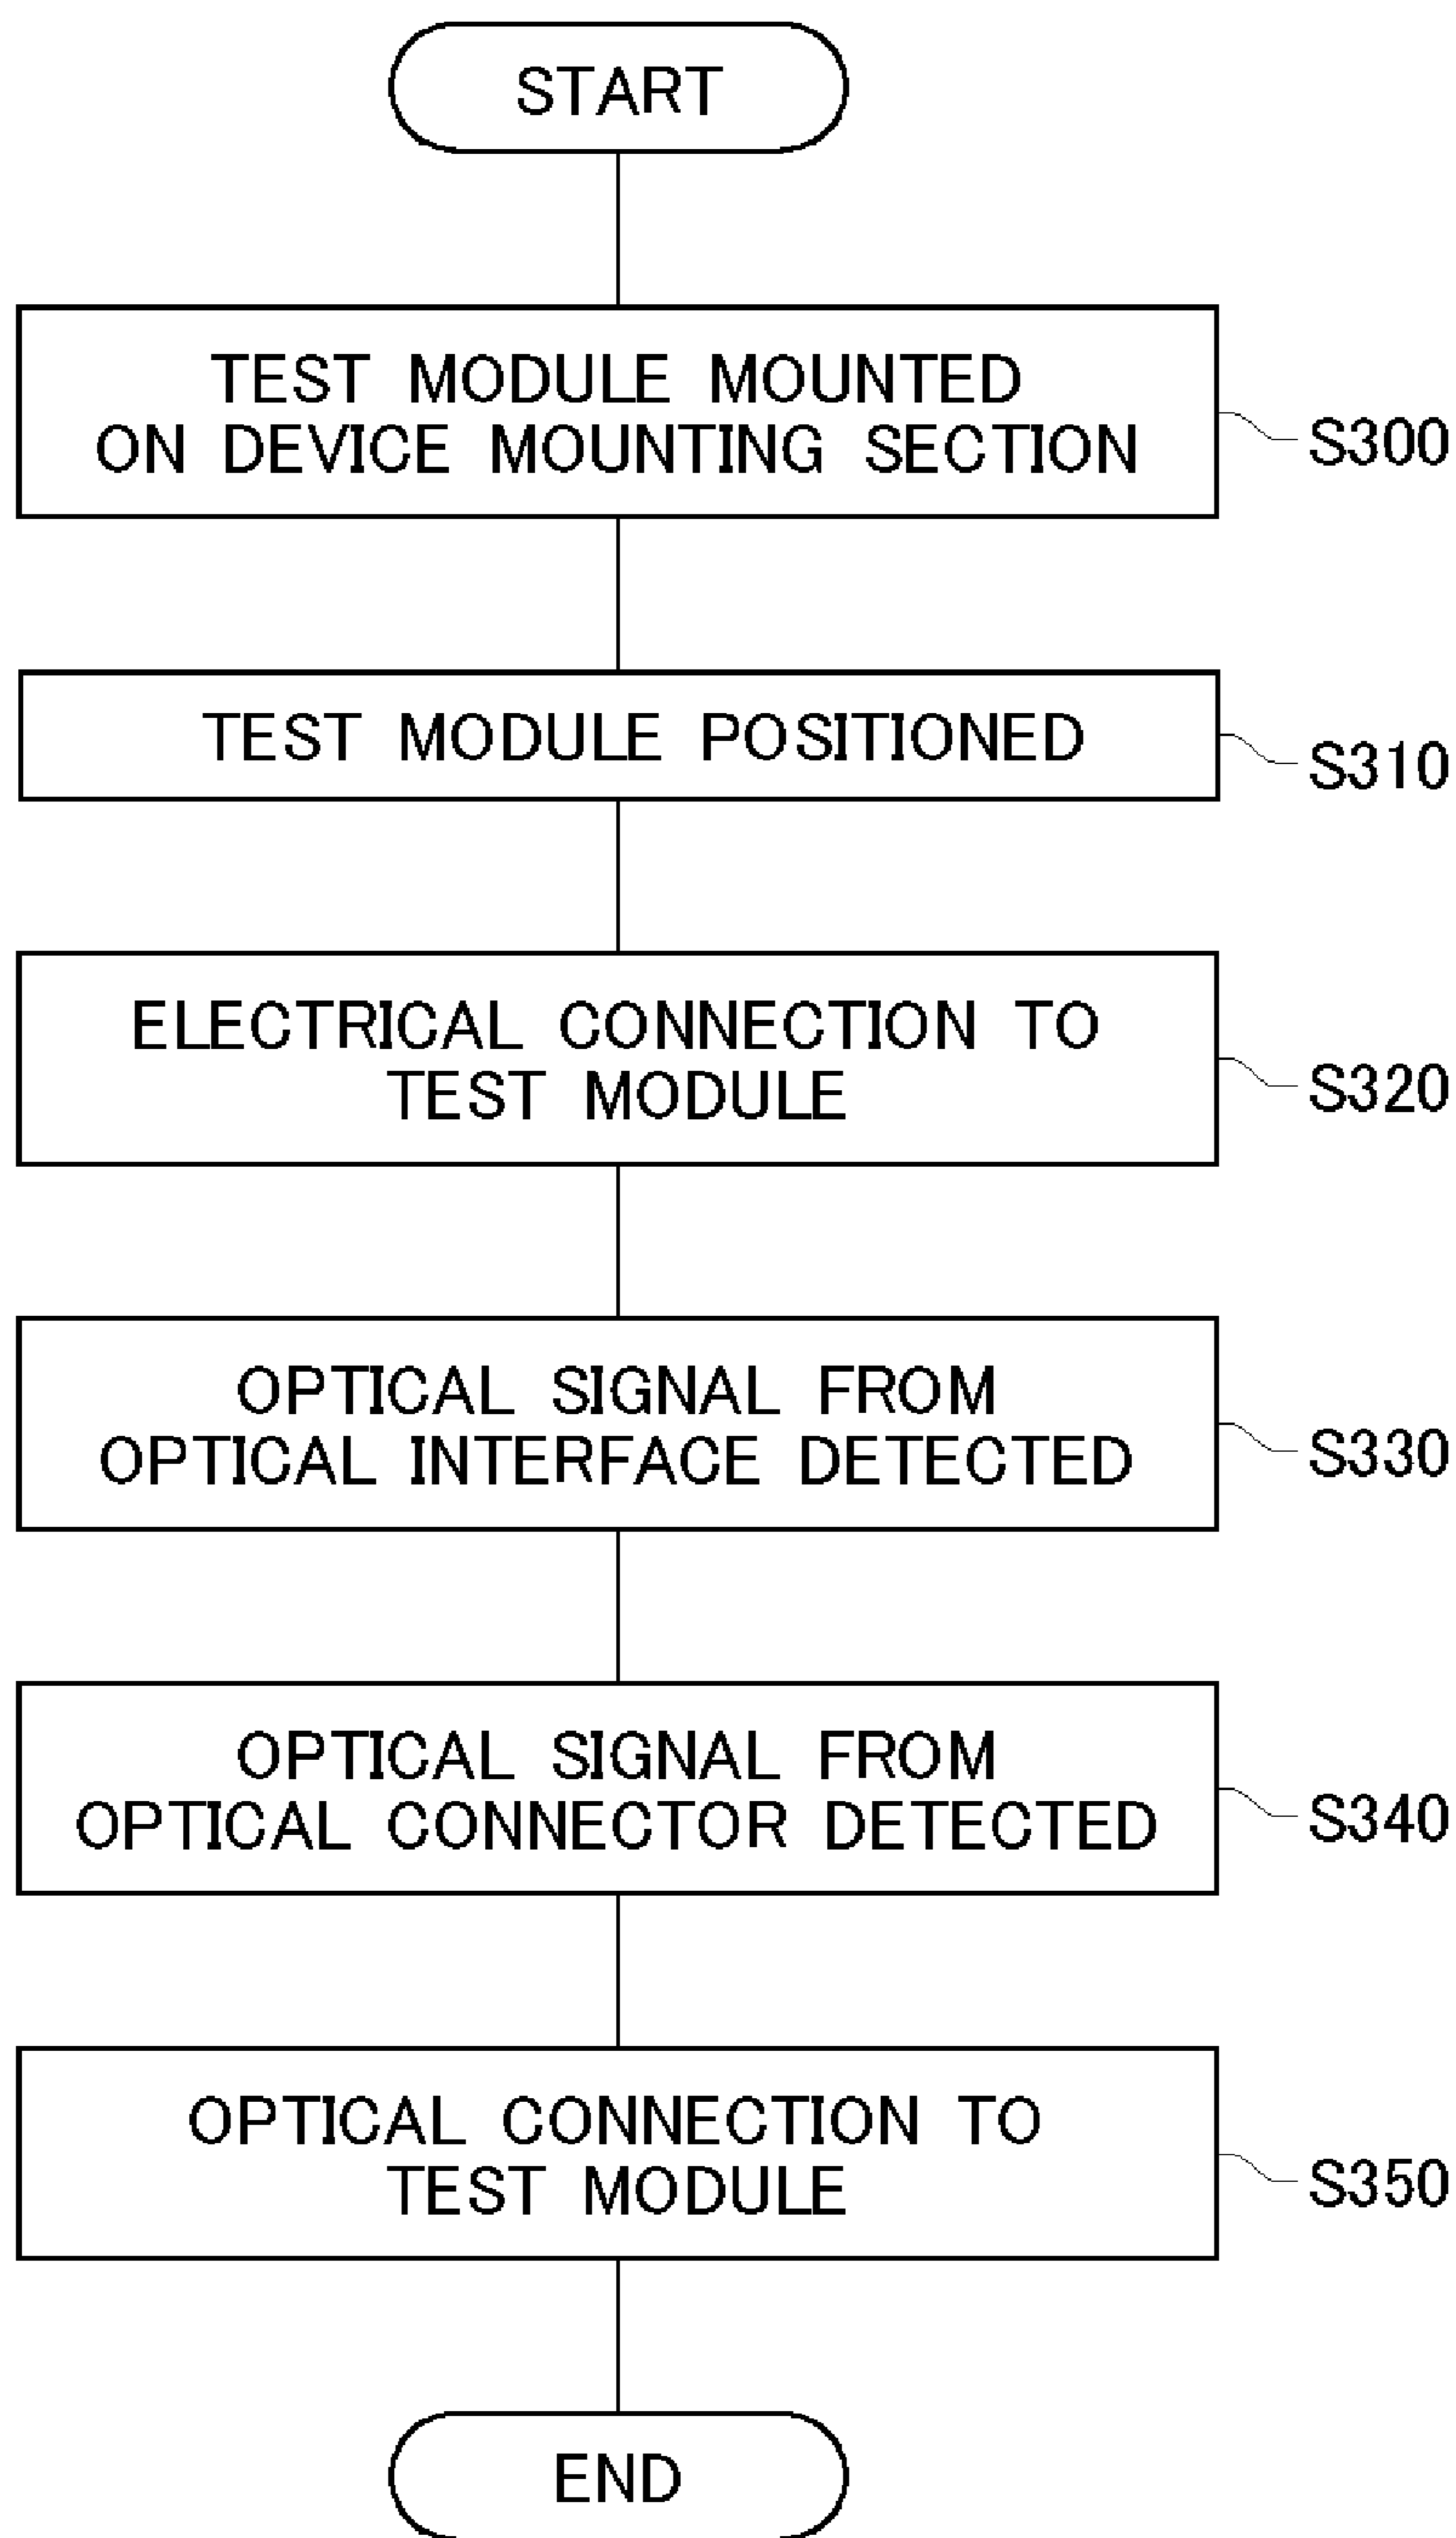 START
TEST MODULE MOUNTED
ON DEVICE MOUNTING SECTION
S300
TEST MODULE POSITIONED
S310
ELECTRICAL CONNECTION TO
TEST MODULE
S320
OPTICAL SIGNAL FROM
OPTICAL INTERFACE DETECTED
S330
OPTICAL SIGNAL FROM
OPTICAL CONNECTOR DETECTED
S340
OPTICAL CONNECTION TO
TEST MODULE
S350
END